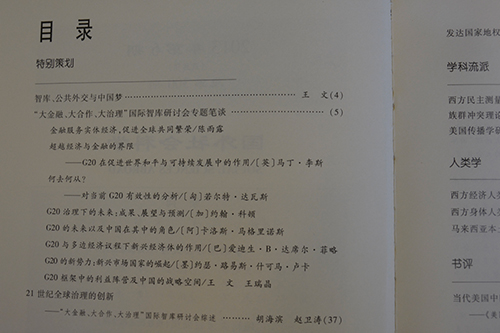 目 录
特别策划
智库、公共外交与中国梦 …… 王 文(4)
“大金融、大合作、大治理”国际智库研讨会专题笔谈 …… (5)
金融服务实体经济,促进全球共同繁荣/陈雨露
超越经济与金融的界限
——G20在促进世界和平与可持续发展中的作用/[英]马丁·李斯
何去何从?
——对当前G20有效性的分析/[匈]若尔特·达瓦斯
G20治理下的未来:成果、展望与预测/[加]约翰·科顿
G20的未来以及中国在其中的角色/[阿]卡洛斯·马格里诺斯
G20与多边经济议程下新兴经济体的作用/[巴]爱迪生·B·达席尔·菲略
G20的新势力:新兴市场国家的崛起/[墨]约瑟·路易斯·什可马·卢卡
G20框架中的利益阵营及中国的战略空间/王 文 王瑞晶
21世纪全球治理的创新
——“大金融、大合作、大治理”国际智库研讨会综述 …… 胡海滨 赵卫涛(37)
发达国家地权
学科流派
西方民主测量
族群冲突理论
美国传播学研
人类学
西方经济人
西方身体人
马来西亚本
书评
当代美国中
——《美